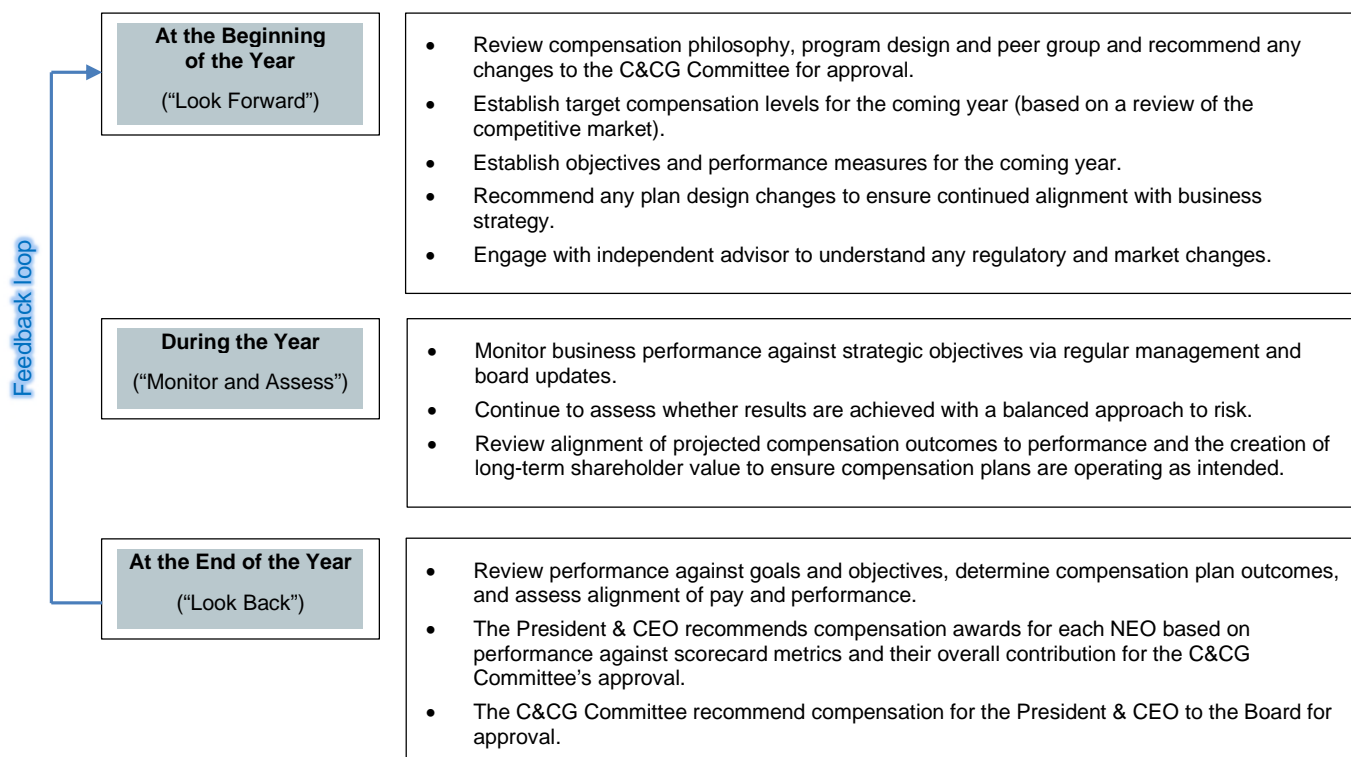 Feedback loop
At the Beginning
of the Year
(“Look Forward”)
• Review compensation philosophy, program design and peer group and recommend any
changes to the C&CG Committee for approval.
• Establish target compensation levels for the coming year (based on a review of the
competitive market).
• Establish objectives and performance measures for the coming year.
• Recommend any plan design changes to ensure continued alignment with business
strategy.
• Engage with independent advisor to understand any regulatory and market changes.
During the Year
(“Monitor and Assess”)
• Monitor business performance against strategic objectives via regular management and
board updates.
• Continue to assess whether results are achieved with a balanced approach to risk.
• Review alignment of projected compensation outcomes to performance and the creation of
long-term shareholder value to ensure compensation plans are operating as intended.
At the End of the Year
(“Look Back”)
• Review performance against goals and objectives, determine compensation plan outcomes,
and assess alignment of pay and performance.
• The President & CEO recommends compensation awards for each NEO based on
performance against scorecard metrics and their overall contribution for the C&CG
Committee’s approval.
• The C&CG Committee recommend compensation for the President & CEO to the Board for
approval.